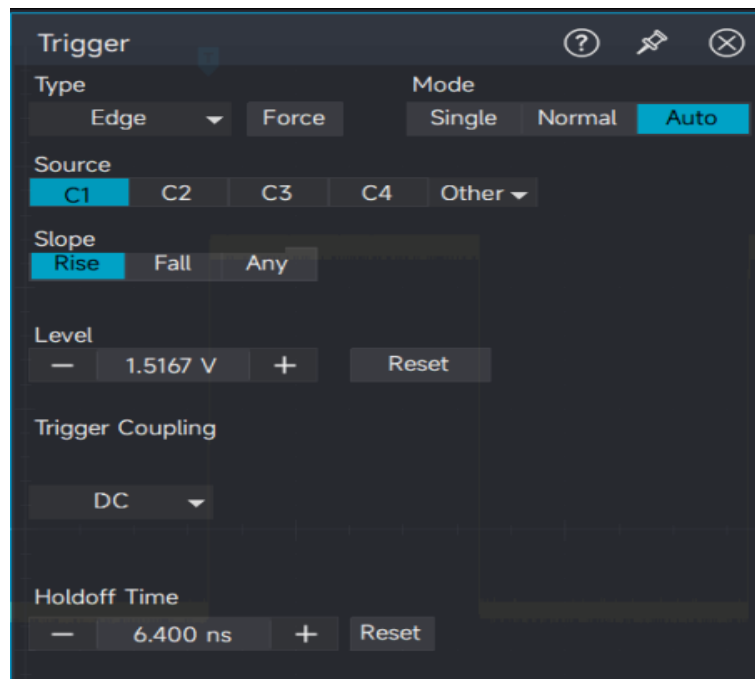 Trigger
Type Mode
Edge Force Single Normal Auto
Source
C1 C2 C3 C4 Other
Slope
Rise Fall Any
Level
− 1.5167 V + Reset
Trigger Coupling
DC
Holdoff Time
− 6.400 ns + Reset